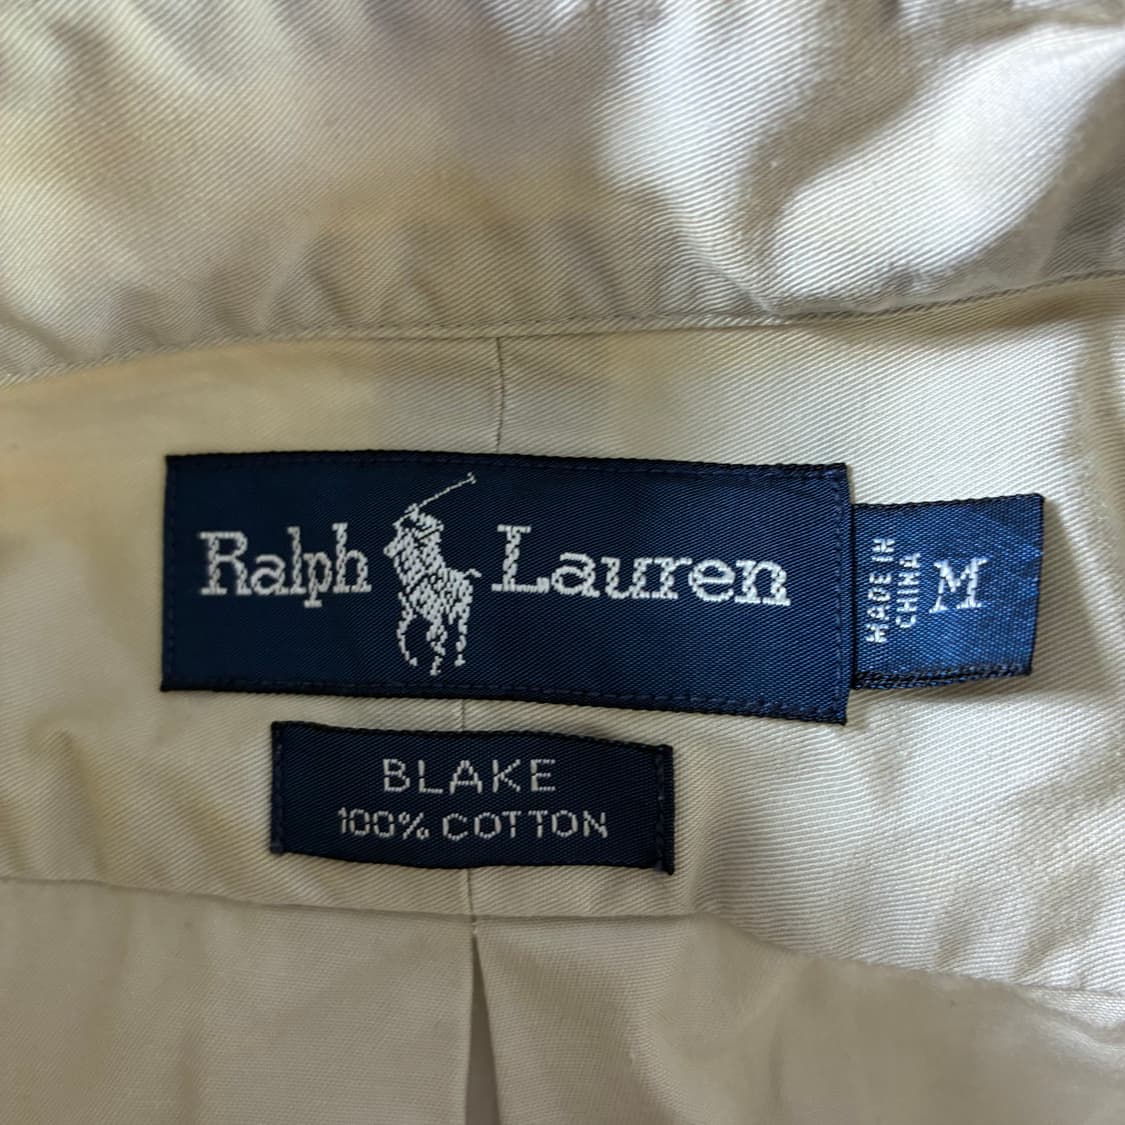 Ralph Lauren
MADE IN
CHINA
M
BLAKE
100% COTTON